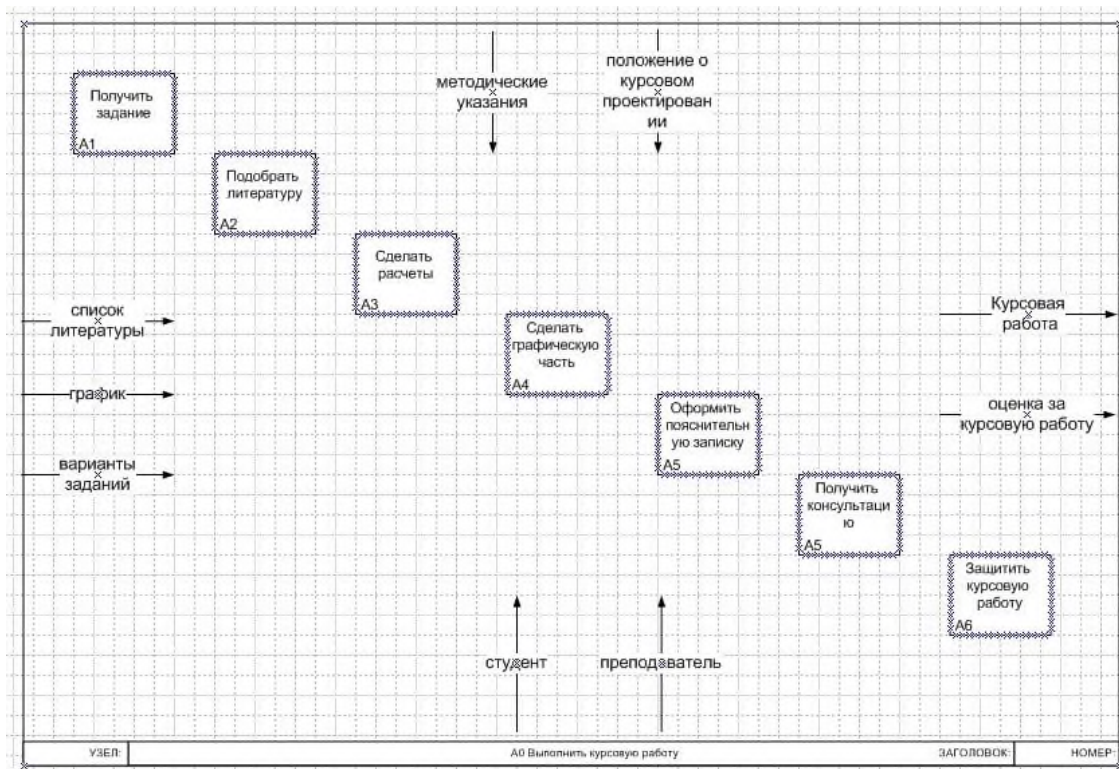 методические
указания
положение о
курсовом
проектирован
ии
Получить
задание
A1
Подобрать
литературу
A2
Сделать
расчеты
A3
список
литературы
график
варианты
заданий
Сделать
графическую
часть
A4
Оформить
пояснительн
ую записку
A5
Получить
консультаци
ю
A5
Защитить
курсовую
работу
A6
Курсовая
работа
оценка за
курсовую работу
студент
преподаватель
УЗЕЛ:
A0 Выполнить курсовую работу
ЗАГОЛОВОК:
НОМЕР: